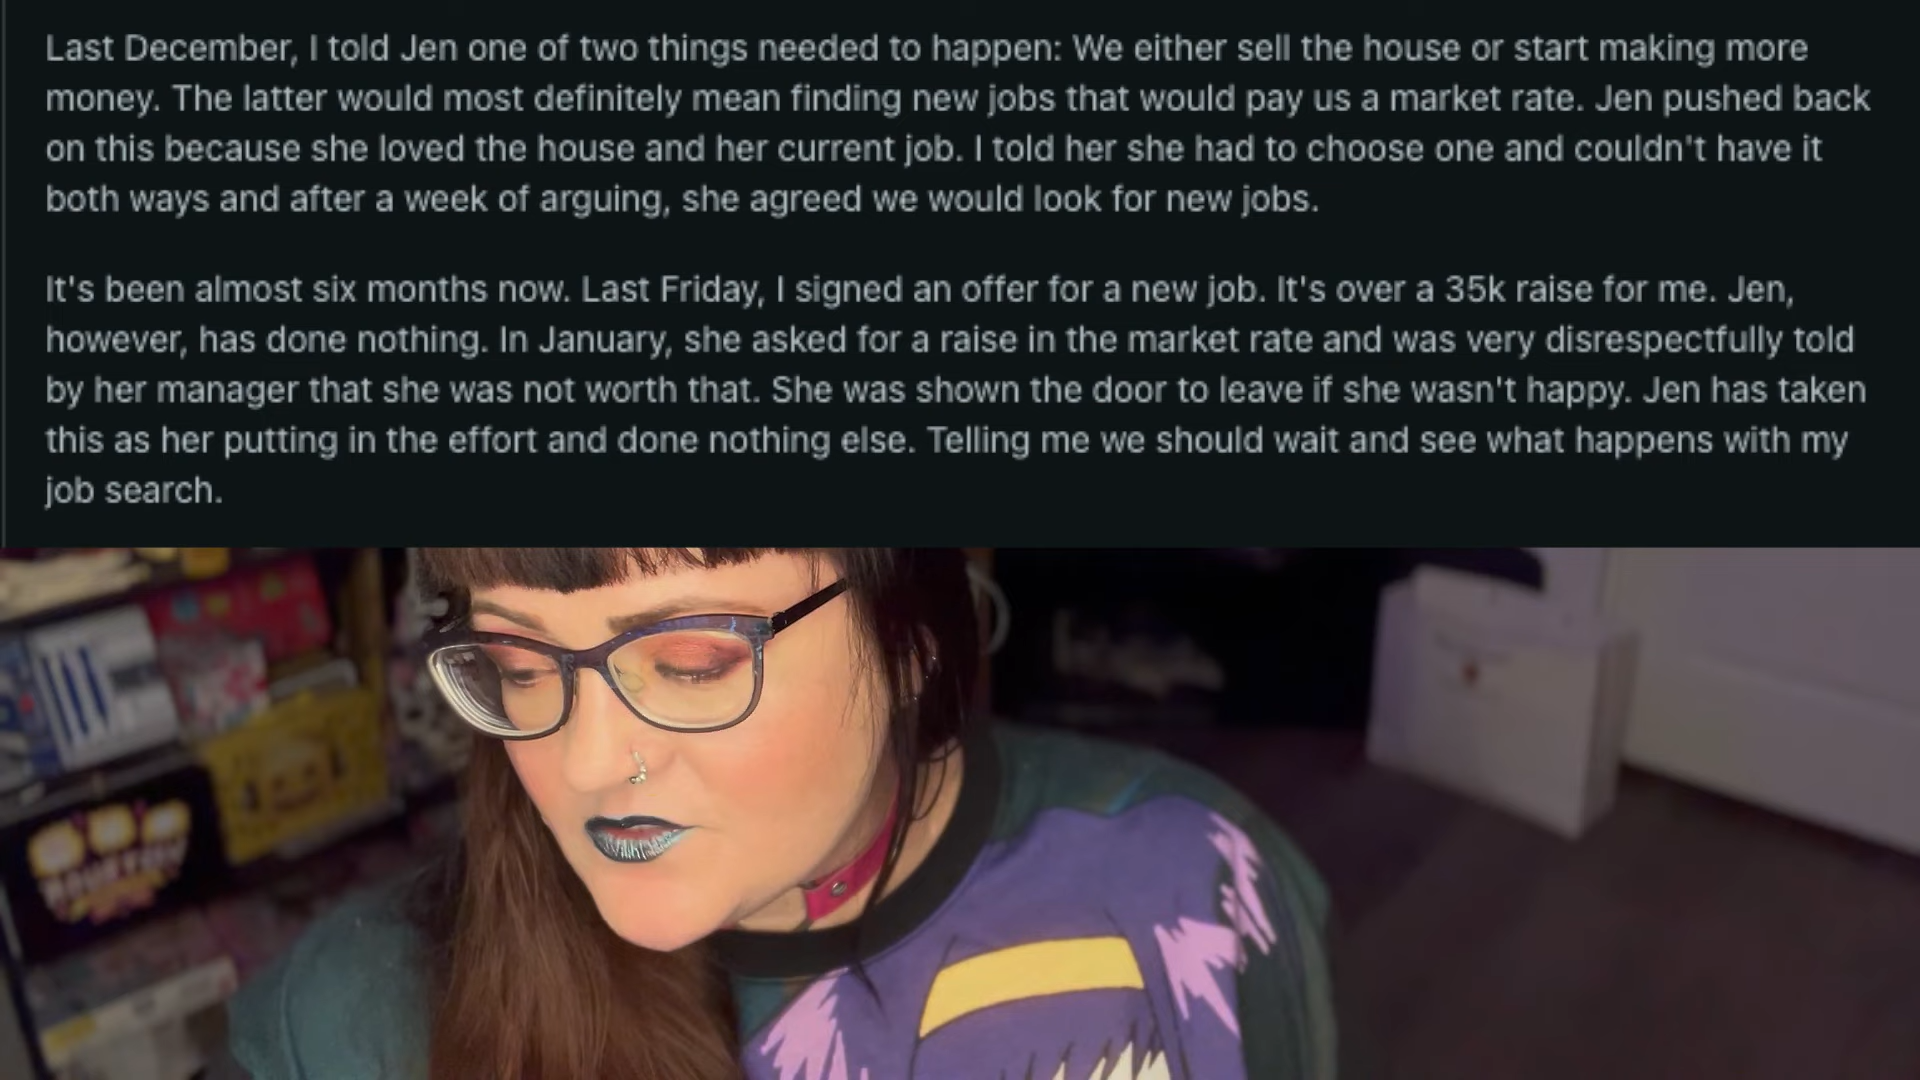 Last December, I told Jen one of two things needed to happen: We either sell the house or start making more
money. The latter would most definitely mean finding new jobs that would pay us a market rate. Jen pushed back
on this because she loved the house and her current job. I told her she had to choose one and couldn't have it
both ways and after a week of arguing, she agreed we would look for new jobs.
It's been almost six months now. Last Friday, I signed an offer for a new job. It's over a 35k raise for me. Jen,
however, has done nothing. In January, she asked for a raise in the market rate and was very disrespectfully told
by her manager that she was not worth that. She was shown the door to leave if she wasn't happy. Jen has taken
this as her putting in the effort and done nothing else. Telling me we should wait and see what happens with my
job search.